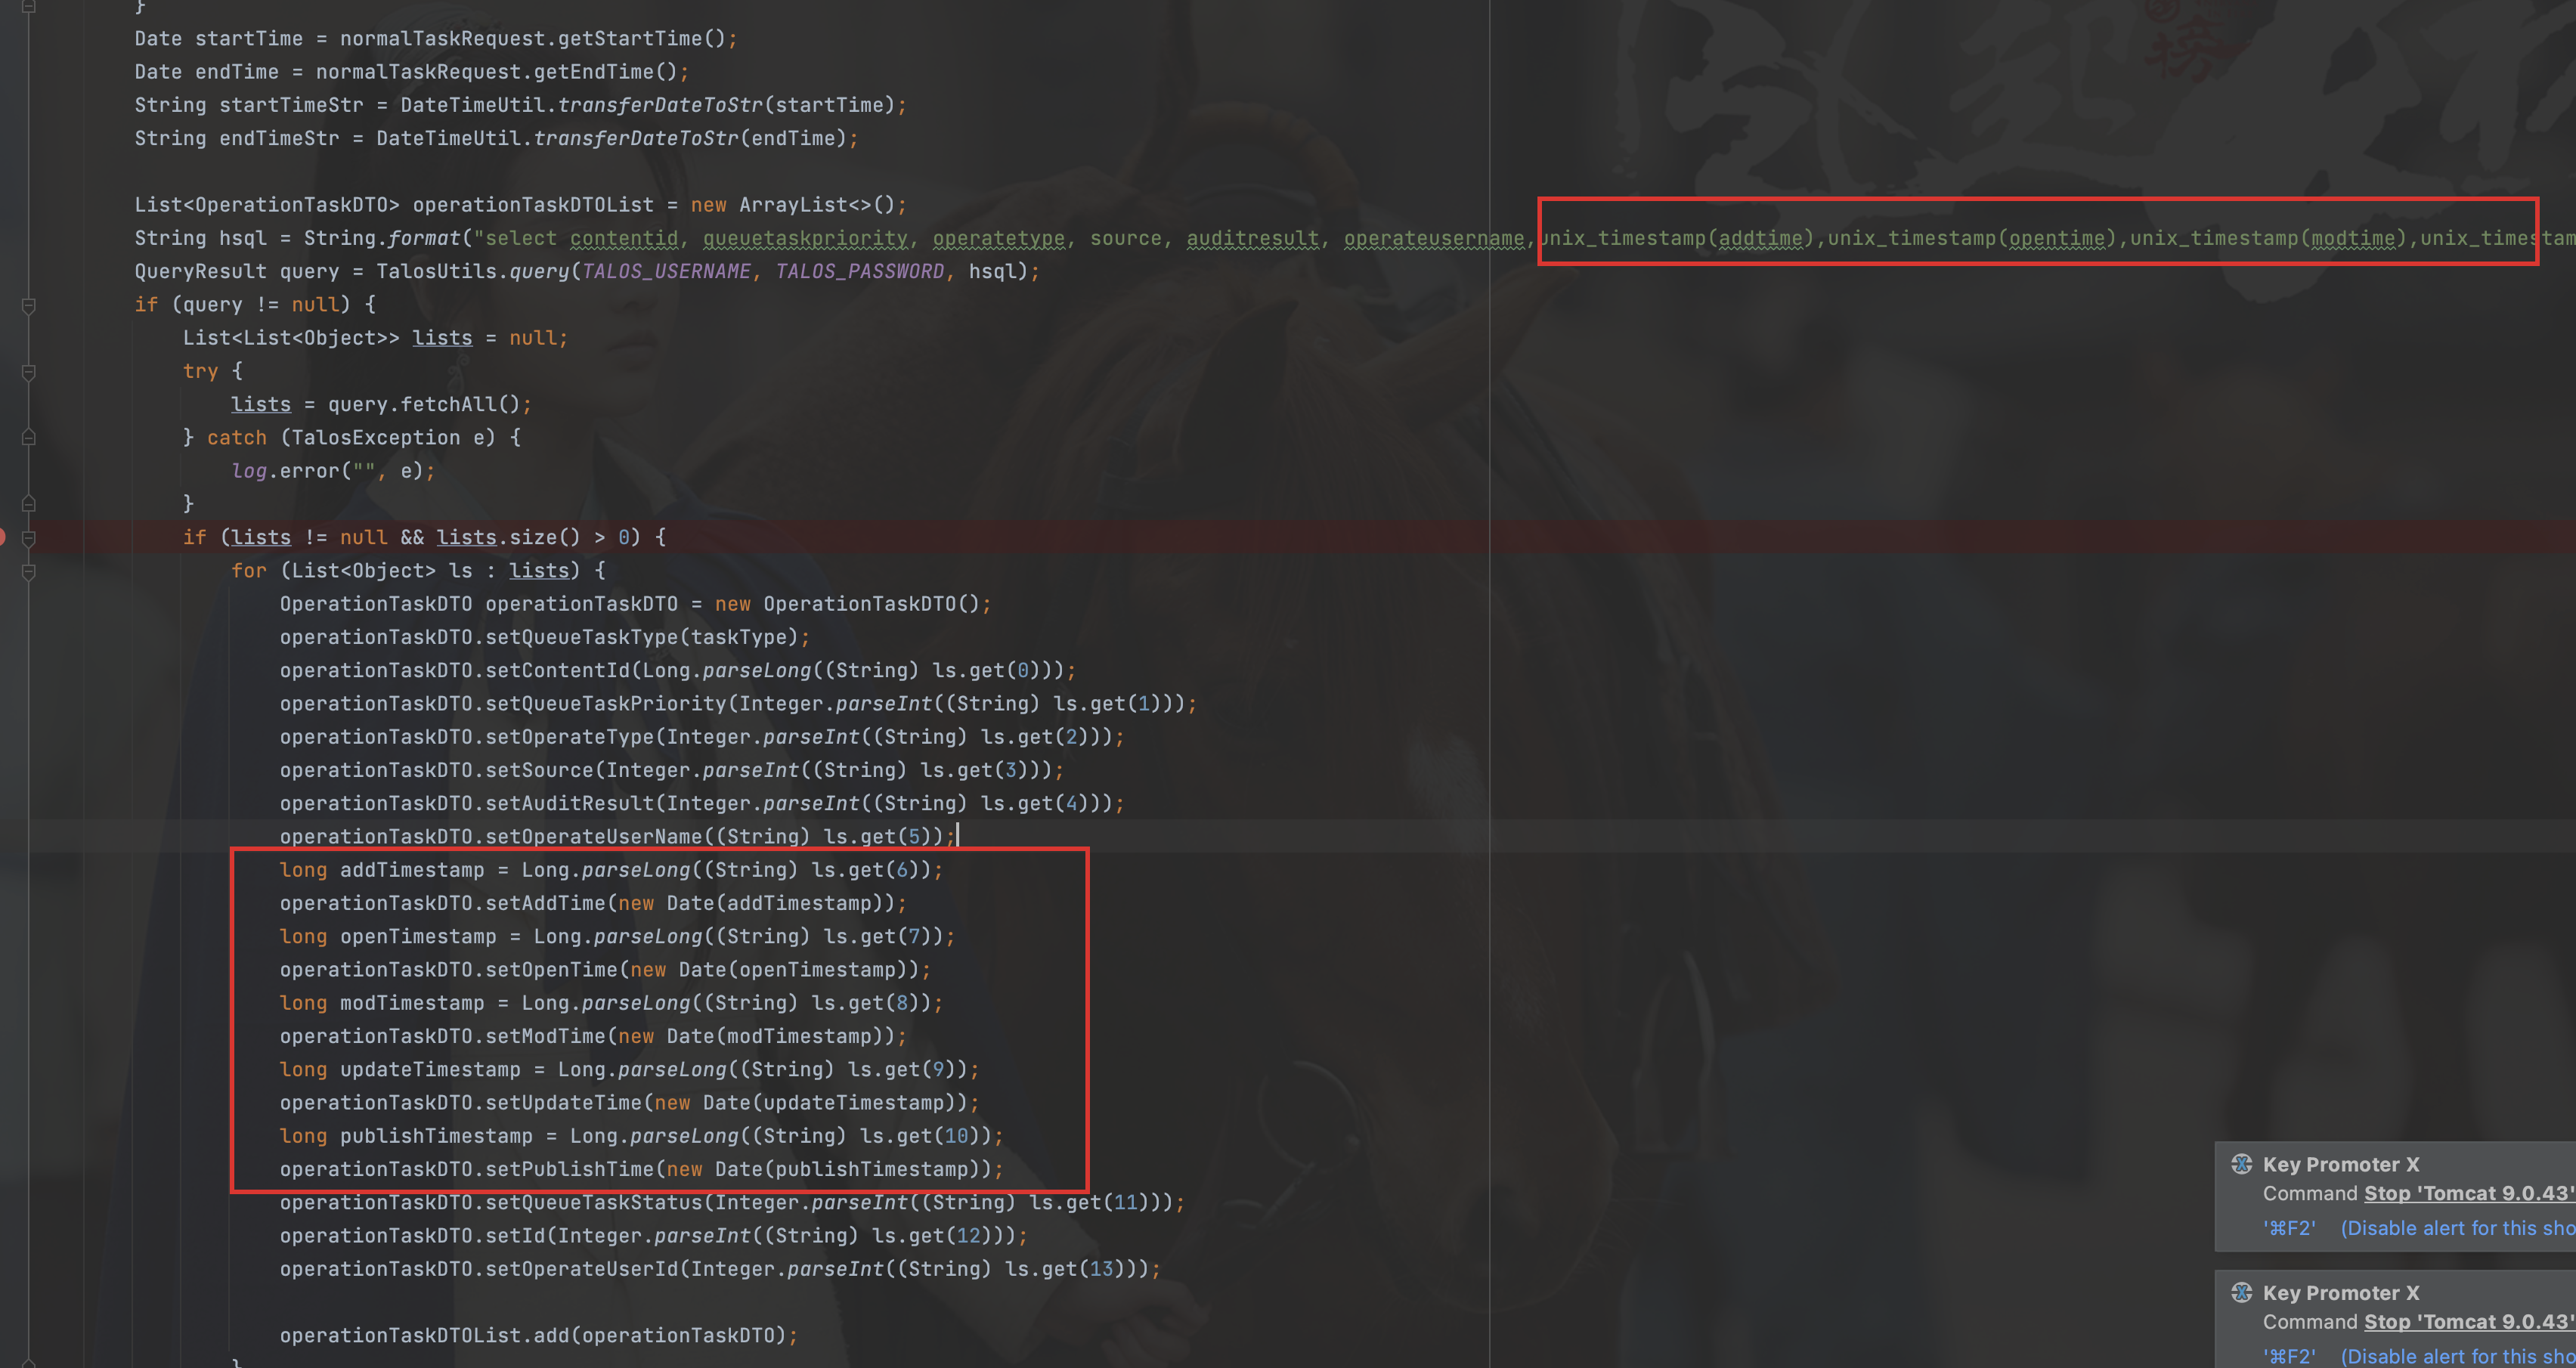 }
Date startTime = normalTaskRequest.getStartTime();
Date endTime = normalTaskRequest.getEndTime();
String startTimeStr = DateTimeUtil.transferDateToStr(startTime);
String endTimeStr = DateTimeUtil.transferDateToStr(endTime);
List<OperationTaskDTO> operationTaskDTOList = new ArrayList<>();
String hsql = String.format("select contentid, queuetaskpriority, operatetype, source, auditresult, operateusername,unix_timestamp(addtime),unix_timestamp(opentime),unix_timestamp(modtime),unix_timestam
QueryResult query = TalosUtils.query(TALOS_USERNAME, TALOS_PASSWORD, hsql);
if (query != null) {
List<List<Object>> lists = null;
try {
lists = query.fetchAll();
} catch (TalosException e) {
log.error("", e);
}
if (lists != null && lists.size() > 0) {
for (List<Object> ls : lists) {
OperationTaskDTO operationTaskDTO = new OperationTaskDTO();
operationTaskDTO.setQueueTaskType(taskType);
operationTaskDTO.setContentId(Long.parseLong((String) ls.get(0)));
operationTaskDTO.setQueueTaskPriority(Integer.parseInt((String) ls.get(1)));
operationTaskDTO.setOperateType(Integer.parseInt((String) ls.get(2)));
operationTaskDTO.setSource(Integer.parseInt((String) ls.get(3)));
operationTaskDTO.setAuditResult(Integer.parseInt((String) ls.get(4)));
operationTaskDTO.setOperateUserName((String) ls.get(5));
long addTimestamp = Long.parseLong((String) ls.get(6));
operationTaskDTO.setAddTime(new Date(addTimestamp));
long openTimestamp = Long.parseLong((String) ls.get(7));
operationTaskDTO.setOpenTime(new Date(openTimestamp));
long modTimestamp = Long.parseLong((String) ls.get(8));
operationTaskDTO.setModTime(new Date(modTimestamp));
long updateTimestamp = Long.parseLong((String) ls.get(9));
operationTaskDTO.setUpdateTime(new Date(updateTimestamp));
long publishTimestamp = Long.parseLong((String) ls.get(10));
operationTaskDTO.setPublishTime(new Date(publishTimestamp));
operationTaskDTO.setQueueTaskStatus(Integer.parseInt((String) ls.get(11)));
operationTaskDTO.setId(Integer.parseInt((String) ls.get(12)));
operationTaskDTO.setOperateUserId(Integer.parseInt((String) ls.get(13)));
operationTaskDTOList.add(operationTaskDTO);
}
Key Promoter X
Command Stop 'Tomcat 9.0.43'
'⌘F2' (Disable alert for this sho
Key Promoter X
Command Stop 'Tomcat 9.0.43'
'⌘F2' (Disable alert for this sho